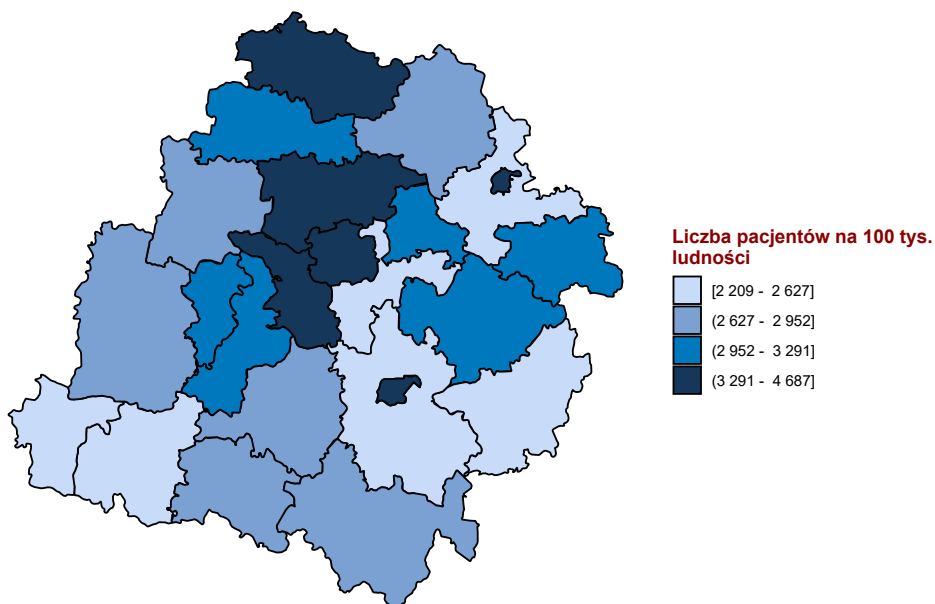 Liczba pacjentów na 100 tys.
ludności
[2 209 - 2 627]
(2 627 - 2 952]
(2 952 - 3 291]
(3 291 - 4 687]